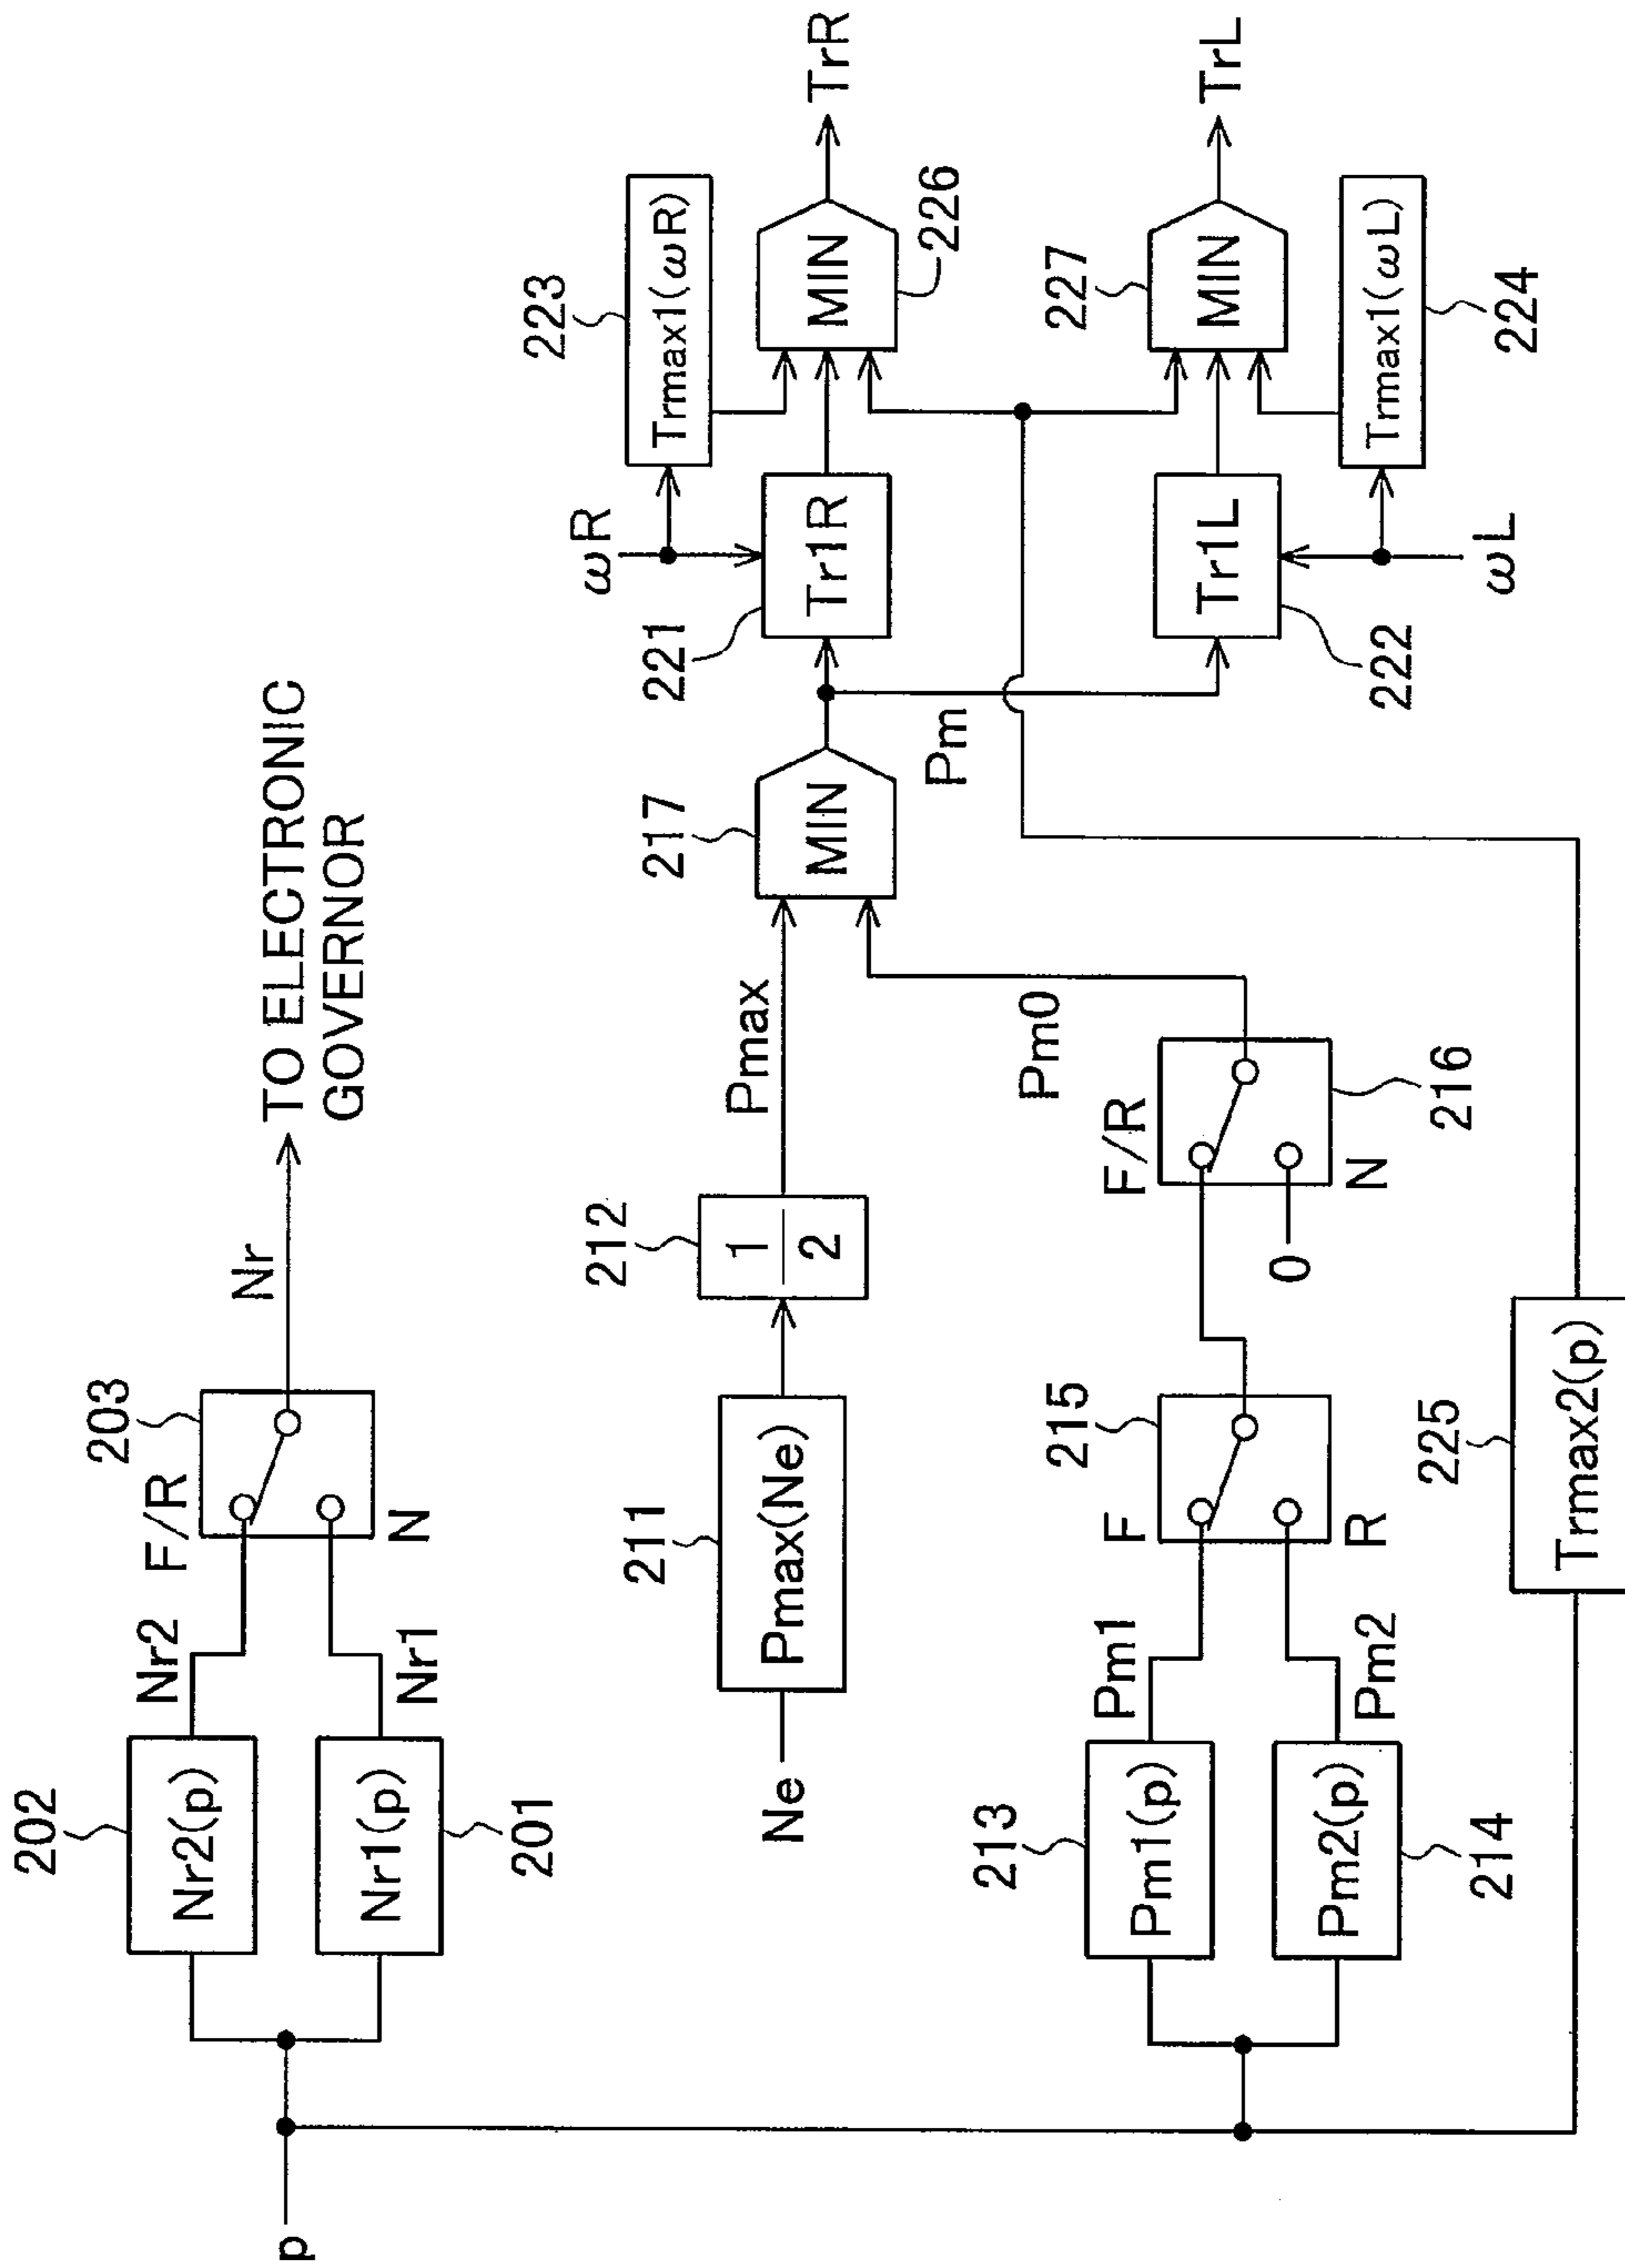 p
202
Nr2(p)
Nr1(p)
201
Nr2
Nr1
F/R
N
203
Nr
TO ELECTRONIC
GOVERNOR
Ne
211
Pmax(Ne)
212
1
2
Pmax
217
MIN
Pm
213
Pm1(p)
Pm2(p)
214
Pm1
Pm2
F
R
215
F/R
N
0
216
Pm0
225
Trmax2(p)
ωR
221
Tr1R
223
Trmax1(ωR)
MIN
226
TrR
Tr1L
222
ωL
227
MIN
Trmax1(ωL)
224
TrL